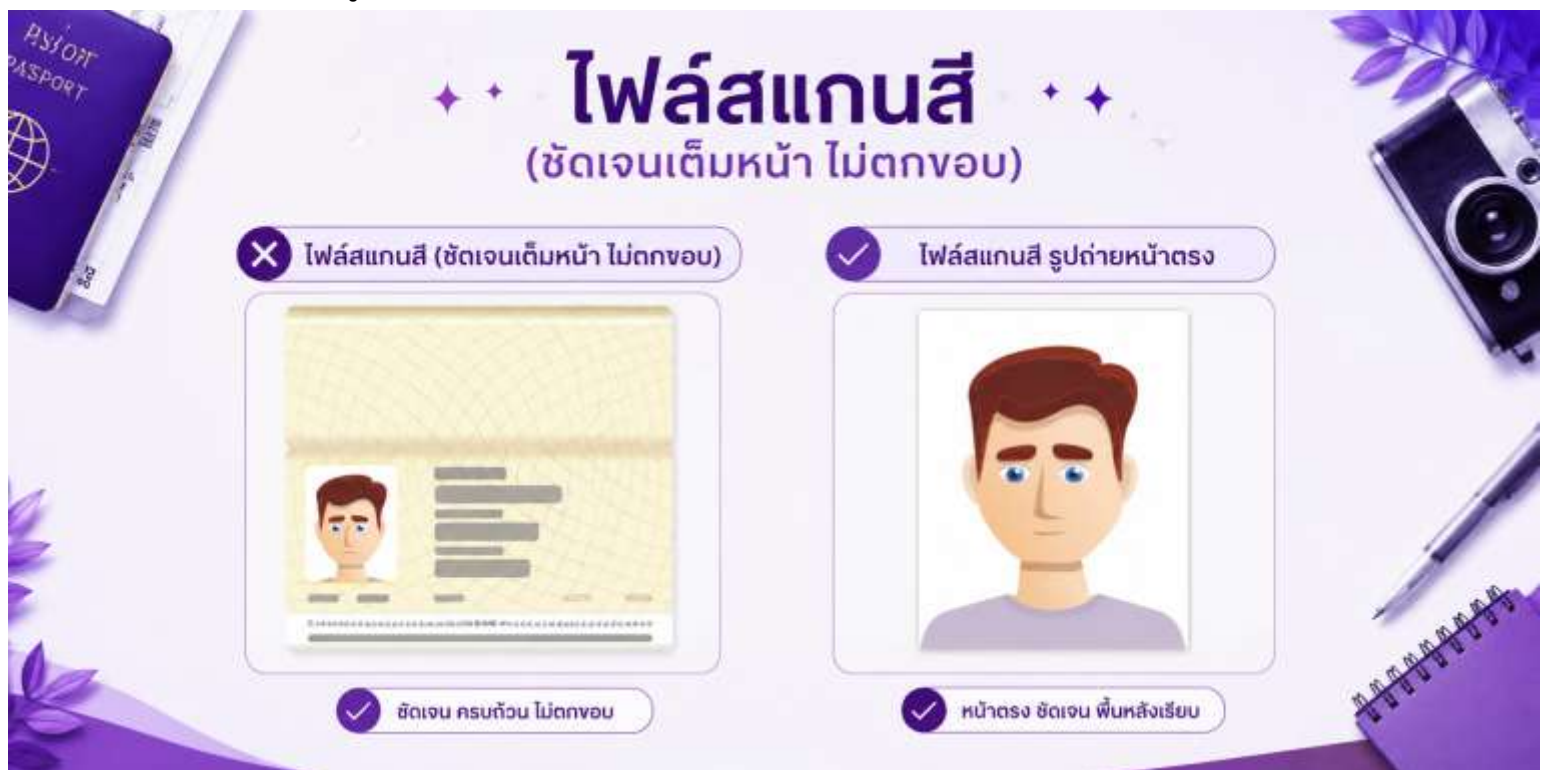 ไฟล์สแกนสี
(ชัดเจนเต็มหน้า ไม่ตกขอบ)
ไฟล์สแกนสี (ชัดเจนเต็มหน้า ไม่ตกขอบ)
ไฟล์สแกนสี รูปถ่ายหน้าตรง
ชัดเจน ครบถ้วน ไม่ตกขอบ
หน้าตรง ชัดเจน พื้นหลังเรียบ